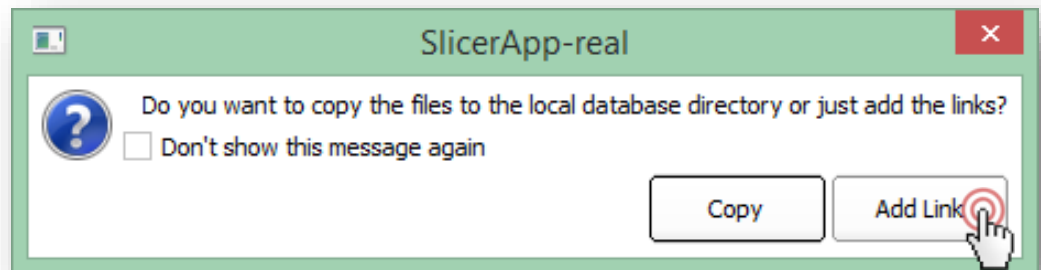 SlicerApp-real
Do you want to copy the files to the local database directory or just add the links?
Don't show this message again
Copy
Add Link